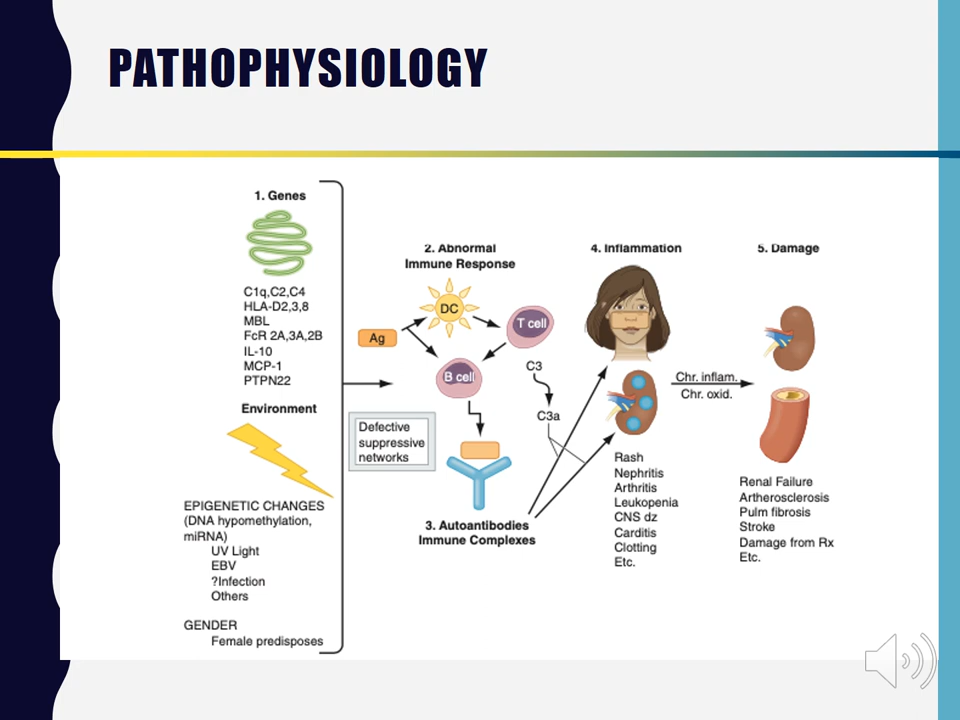 PATHOPHYSIOLOGY
1. Genes
C1q,C2,C4
HLA-D2,3,8
MBL
FcR 2A,3A,2B
IL-10
MCP-1
PTPN22
Environment
EPIGENETIC CHANGES
(DNA hypomethylation,
miRNA)
UV Light
EBV
?Infection
Others
GENDER
Female predisposes
2. Abnormal
Immune Response
DC
Ag
T cell
B cell
C3
C3a
Defective
suppressive
networks
3. Autoantibodies
Immune Complexes
4. Inflammation
Rash
Nephritis
Arthritis
Leukopenia
CNS dz
Carditis
Clotting
Etc.
Chr. inflam.
Chr. oxid.
5. Damage
Renal Failure
Artherosclerosis
Pulm fibrosis
Stroke
Damage from Rx
Etc.